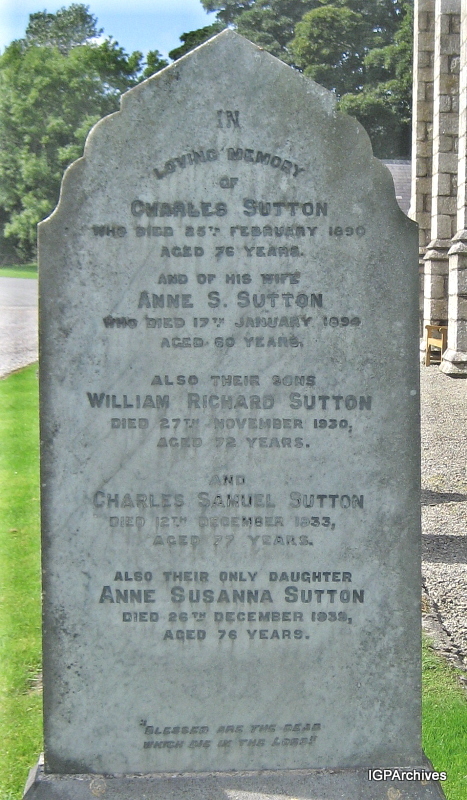 IN
LOVING MEMORY
OF
CHARLES SUTTON
WHO DIED 25TH FEBRUARY 1890
AGED 76 YEARS.
AND OF HIS WIFE
ANNE S. SUTTON
WHO DIED 17TH JANUARY
AGED 60 YEARS.
ALSO THEIR SONS
WILLIAM RICHARD SUTTON
DIED 27TH NOVEMBER 1930,
AGED 72 YEARS.
AND
CHARLES SAMUEL SUTTON
DIED 12TH DECEMBER 1933,
AGED 77 YEARS.
ALSO THEIR ONLY DAUGHTER
ANNE SUSANNA SUTTON
DIED 26TH DECEMBER
AGED 76 YEARS.
"BLESSED ARE THE DEAD
WHICH DIE IN THE LORD"
IGPArchives